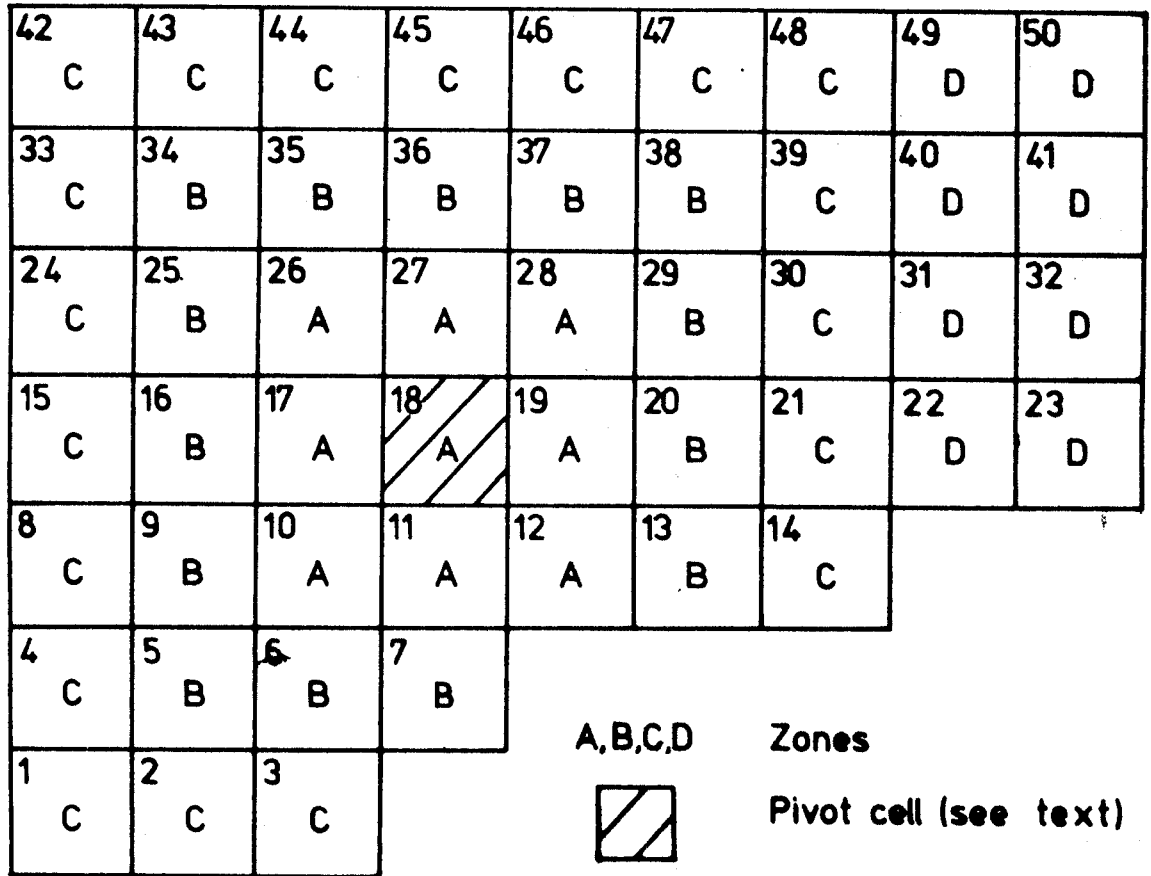 42 43 44 45 46 47 48 49 50
C C C C C C C D D
33 34 35 36 37 38 39 40 41
C B B B B B C D D
24 25 26 27 28 29 30 31 32
C B A A A B C D D
15 16 17 18 19 20 21 22 23
C B A A A B C D D
8 9 10 11 12 13 14
C B A A A B C
4 5 6 7
C B B B
A,B,C,D Zones
1 2 3
C C C
Pivot cell (see text)